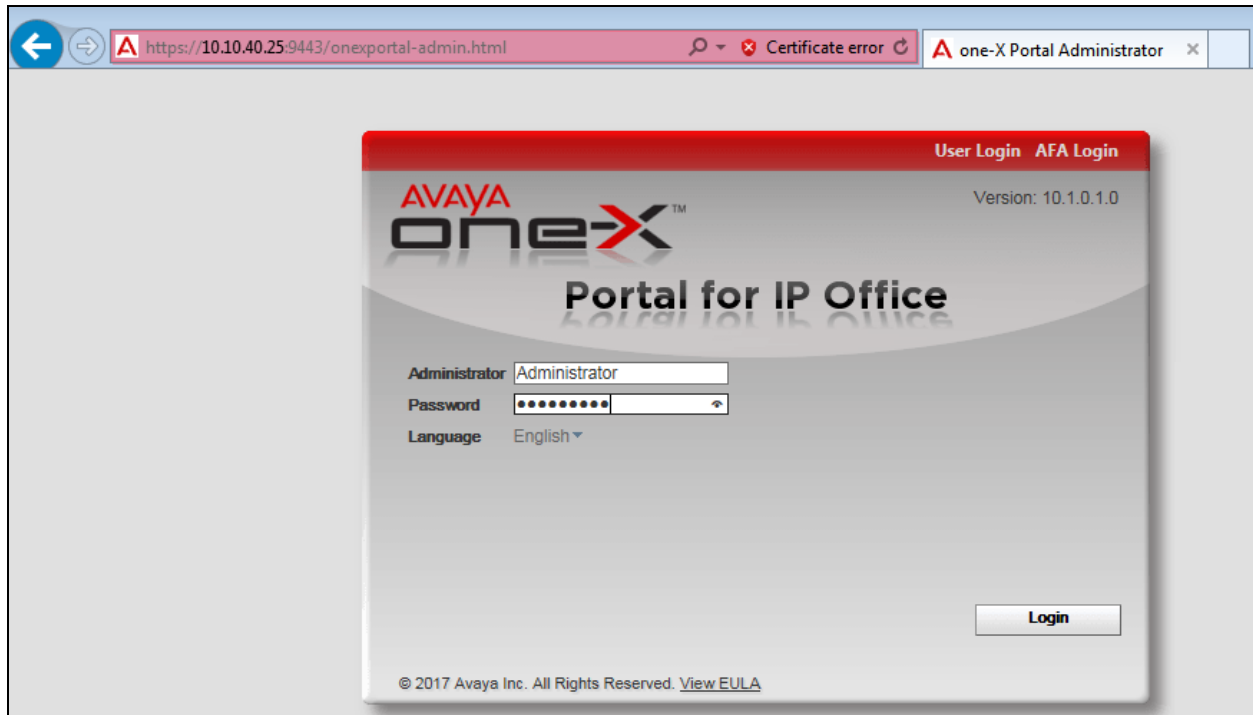 https://10.10.40.25:9443/onexportal-admin.html Certificate error one-X Portal Administrator
User Login AFA Login
AVAYA
one-X™
Version: 10.1.0.1.0
Portal for IP Office
Administrator Administrator
Password •••••••••
Language English
Login
© 2017 Avaya Inc. All Rights Reserved. View EULA